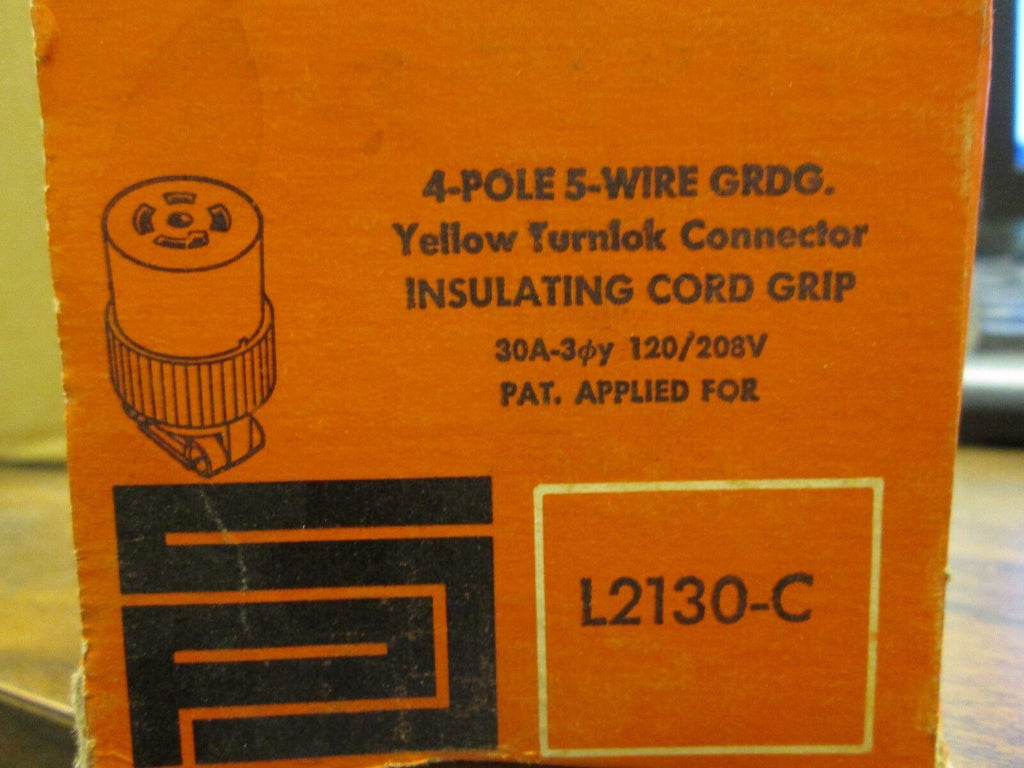 4-POLE 5-WIRE GRDG.
Yellow Turnlok Connector
INSULATING CORD GRIP
30A-3φy 120/208V
PAT. APPLIED FOR
L2130-C